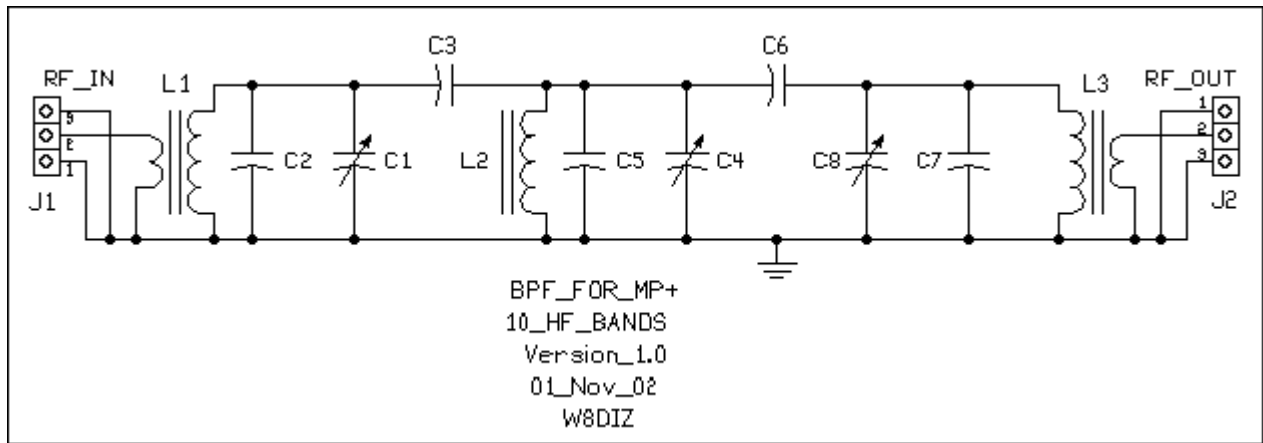 C3
C6
RF_IN
L1
L3
RF_OUT
3
2
1
1
2
3
C2
C1
L2
C5
C4
C8
C7
J1
J2
BPF_FOR_MP+
10_HF_BANDS
Version_1.0
01_Nov_02
W8DIZ